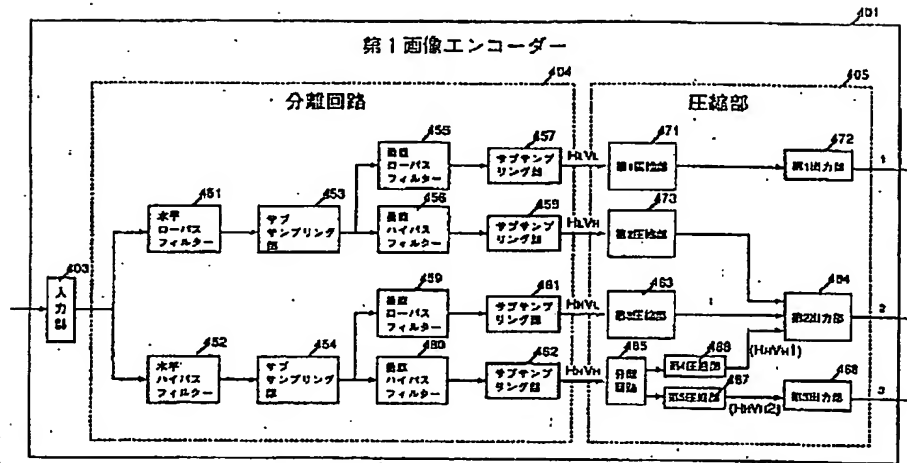 401
第1画像エンコーダー
404
405
分離回路
圧縮部
455
垂直
ローパス
フィルター
457
サブサンプ
リング部
HLVL
471
第1圧縮部
472
第1出力部
1
451
水平
ローパス
フィルター
453
サブ
サンプリング
部
456
垂直
ハイパス
フィルター
サブサンプ
リング部
HLVH
473
第2圧縮部
403
入力部
459
垂直
ローパス
フィルター
461
サブサンプ
リング部
HHVL
463
第3圧縮部
464
第2出力部
2
452
水平
ハイパス
フィルター
454
サブ
サンプリング
部
460
垂直
ハイパス
フィルター
462
サブサンプ
リング部
HHVH
465
分離
回路
466
第4圧縮部
(HHVH1)
467
第5圧縮部
(HHVH2)
468
第3出力部
3